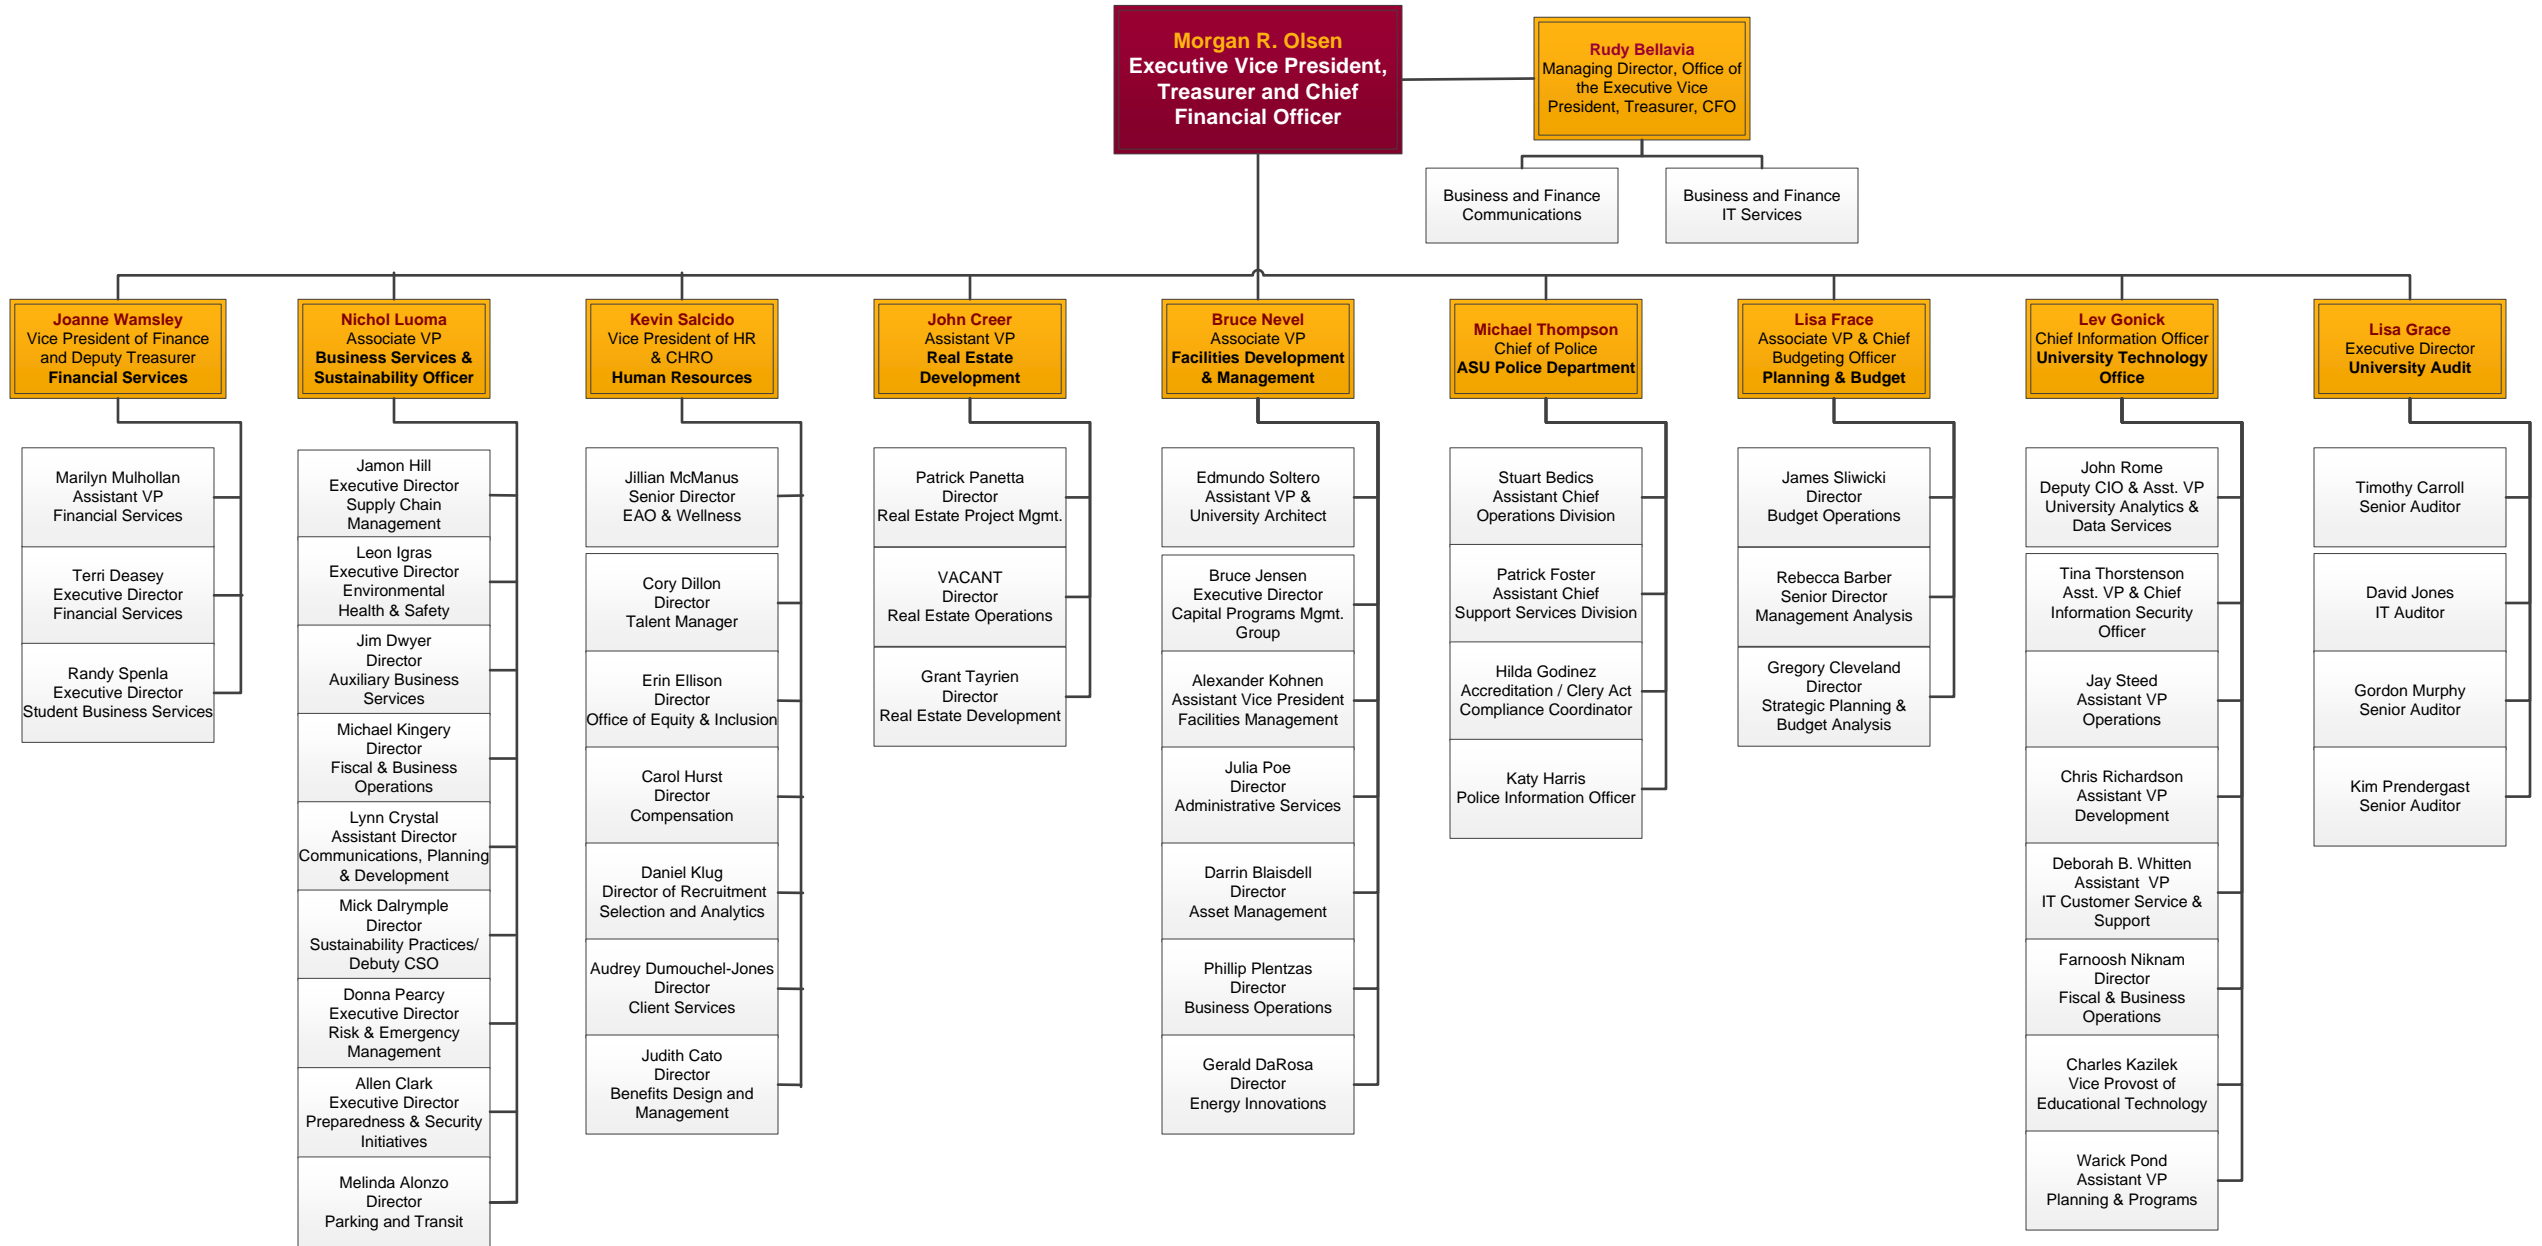 Morgan R. Olsen
Executive Vice President,
Treasurer and Chief
Financial Officer
Rudy Bellavia
Managing Director, Office of
the Executive Vice
President, Treasurer, CFO
Business and Finance
Communications
Business and Finance
IT Services
Joanne Wamsley
Vice President of Finance
and Deputy Treasurer
Financial Services
Marilyn Mulhollan
Assistant VP
Financial Services
Terri Deasey
Executive Director
Financial Services
Randy Spenla
Executive Director
Student Business Services
Nichol Luoma
Associate VP
Business Services &
Sustainability Officer
Jamon Hill
Executive Director
Supply Chain
Management
Leon Igras
Executive Director
Environmental
Health & Safety
Jim Dwyer
Director
Auxiliary Business
Services
Michael Kingery
Director
Fiscal & Business
Operations
Lynn Crystal
Assistant Director
Communications, Planning
& Development
Mick Dalrymple
Director
Sustainability Practices/
Debuty CSO
Donna Pearcy
Executive Director
Risk & Emergency
Management
Allen Clark
Executive Director
Preparedness & Security
Initiatives
Melinda Alonzo
Director
Parking and Transit
Kevin Salcido
Vice President of HR
& CHRO
Human Resources
Jillian McManus
Senior Director
EAO & Wellness
Cory Dillon
Director
Talent Manager
Erin Ellison
Director
Office of Equity & Inclusion
Carol Hurst
Director
Compensation
Daniel Klug
Director of Recruitment
Selection and Analytics
Audrey Dumouchel-Jones
Director
Client Services
Judith Cato
Director
Benefits Design and
Management
John Creer
Assistant VP
Real Estate
Development
Patrick Panetta
Director
Real Estate Project Mgmt.
VACANT
Director
Real Estate Operations
Grant Tayrien
Director
Real Estate Development
Bruce Nevel
Associate VP
Facilities Development
& Management
Edmundo Soltero
Assistant VP &
University Architect
Bruce Jensen
Executive Director
Capital Programs Mgmt.
Group
Alexander Kohnen
Assistant Vice President
Facilities Management
Julia Poe
Director
Administrative Services
Darrin Blaisdell
Director
Asset Management
Phillip Plentzas
Director
Business Operations
Gerald DaRosa
Director
Energy Innovations
Michael Thompson
Chief of Police
ASU Police Department
Stuart Bedics
Assistant Chief
Operations Division
Patrick Foster
Assistant Chief
Support Services Division
Hilda Godinez
Accreditation / Clery Act
Compliance Coordinator
Katy Harris
Police Information Officer
Lisa Frace
Associate VP & Chief
Budgeting Officer
Planning & Budget
James Sliwicki
Director
Budget Operations
Rebecca Barber
Senior Director
Management Analysis
Gregory Cleveland
Director
Strategic Planning &
Budget Analysis
Lev Gonick
Chief Information Officer
University Technology
Office
John Rome
Deputy CIO & Asst. VP
University Analytics &
Data Services
Tina Thorstenson
Asst. VP & Chief
Information Security
Officer
Jay Steed
Assistant VP
Operations
Chris Richardson
Assistant VP
Development
Deborah B. Whitten
Assistant  VP
IT Customer Service &
Support
Farnoosh Niknam
Director
Fiscal & Business
Operations
Charles Kazilek
Vice Provost of
Educational Technology
Warick Pond
Assistant VP
Planning & Programs
Lisa Grace
Executive Director
University Audit
Timothy Carroll
Senior Auditor
David Jones
IT Auditor
Gordon Murphy
Senior Auditor
Kim Prendergast
Senior Auditor